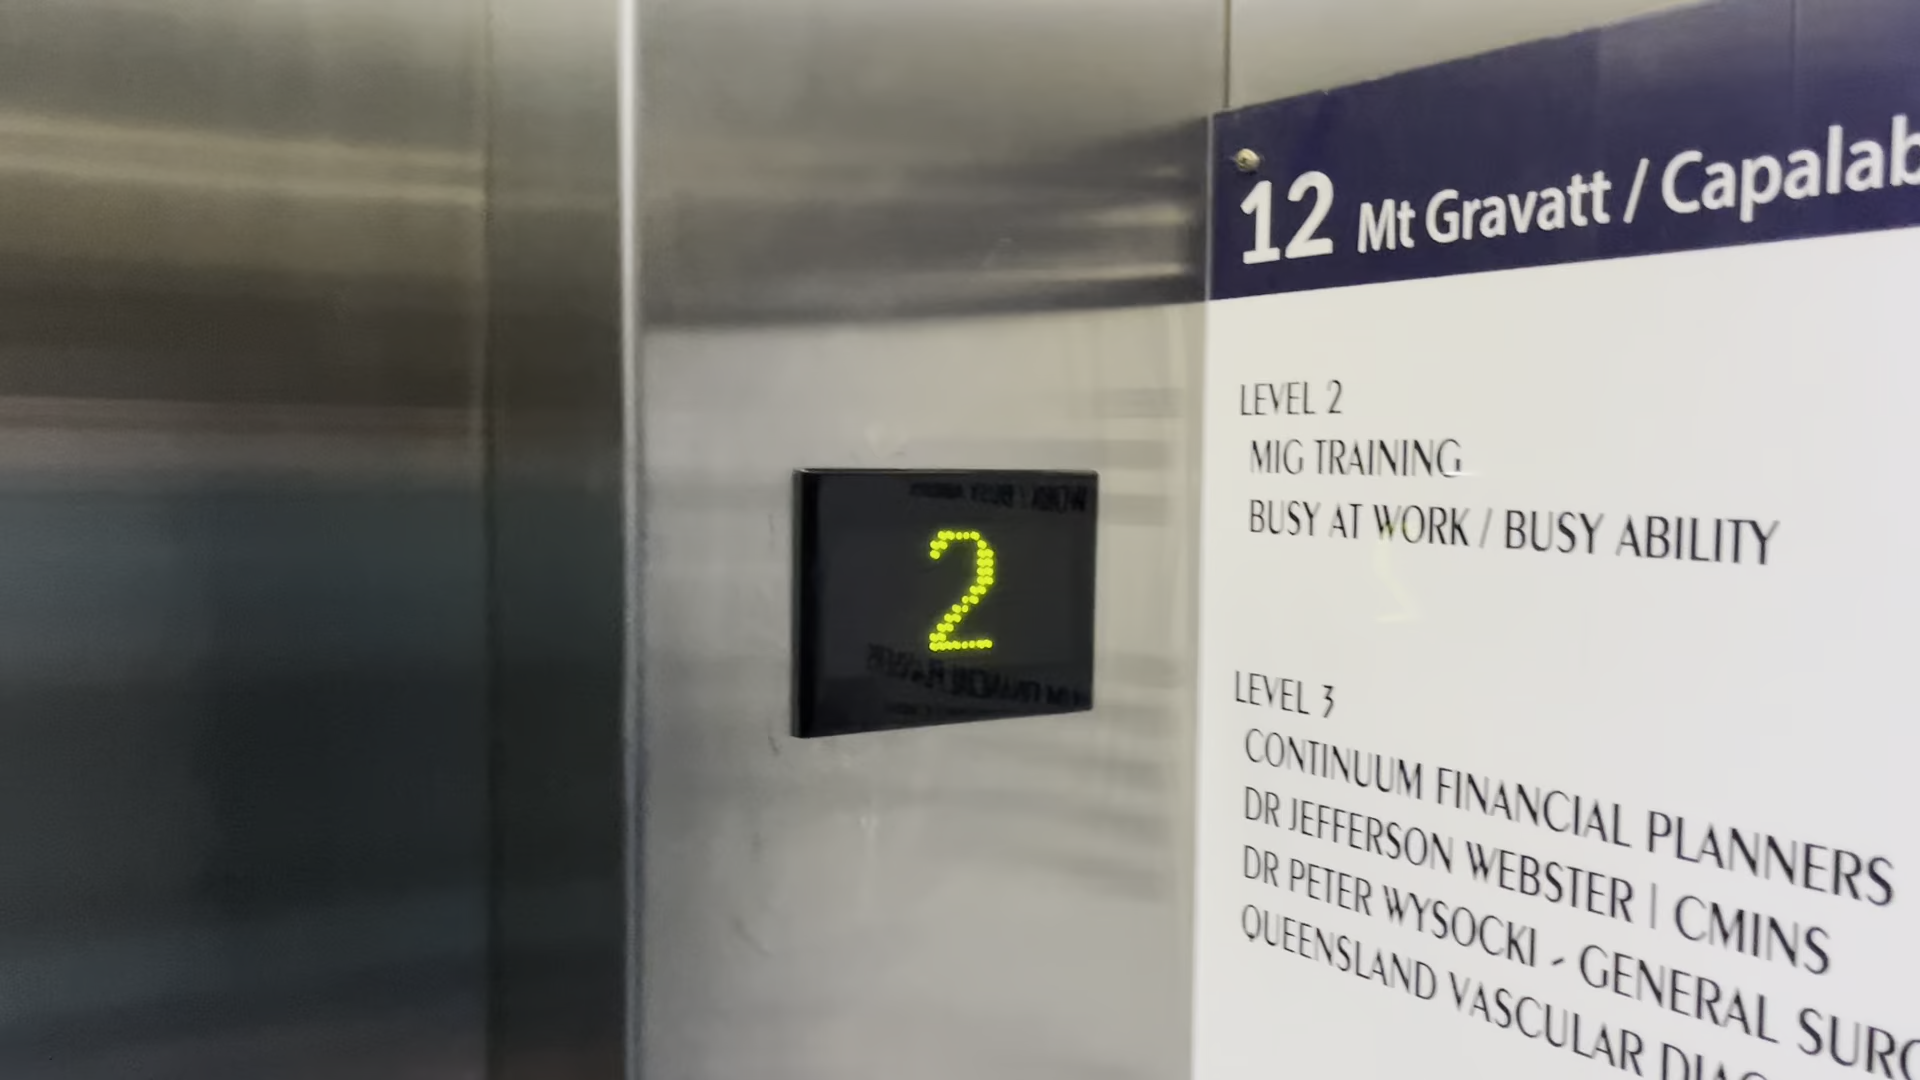 12 Mt Gravatt / Capalab
LEVEL 2
MIG TRAINING
BUSY AT WORK / BUSY ABILITY
2
LEVEL 3
CONTINUUM FINANCIAL PLANNERS
DR JEFFERSON WEBSTER | CMINS
DR PETER WYSOCKI - GENERAL SURG
QUEENSLAND VASCULAR DIAG